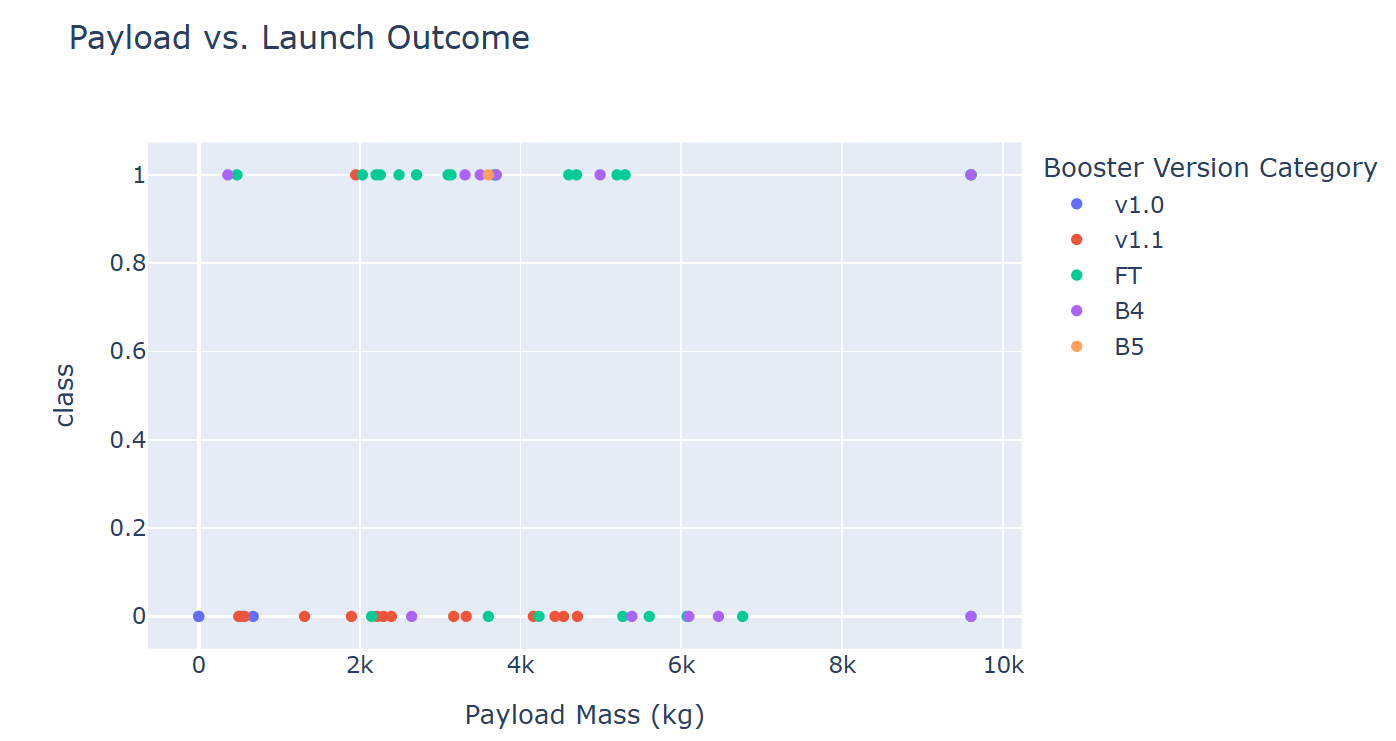 Payload vs. Launch Outcome
1
0.8
0.6
0.4
0.2
0
class
0 2k 4k 6k 8k 10k
Payload Mass (kg)
Booster Version Category
v1.0
v1.1
FT
B4
B5